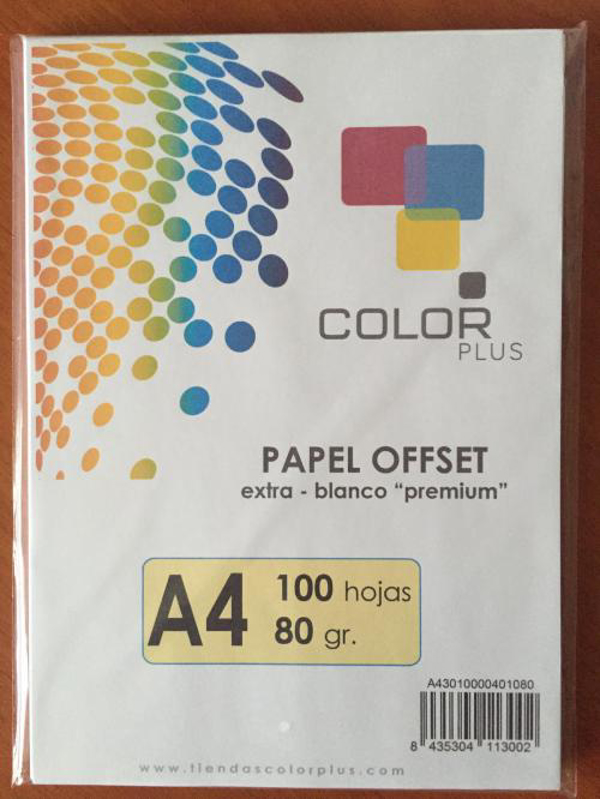 COLOR
PLUS
PAPEL OFFSET
extra - blanco “premium”
A4
100 hojas
80 gr.
A43010000401080
8 435304 113002
www.tiendascolorplus.com